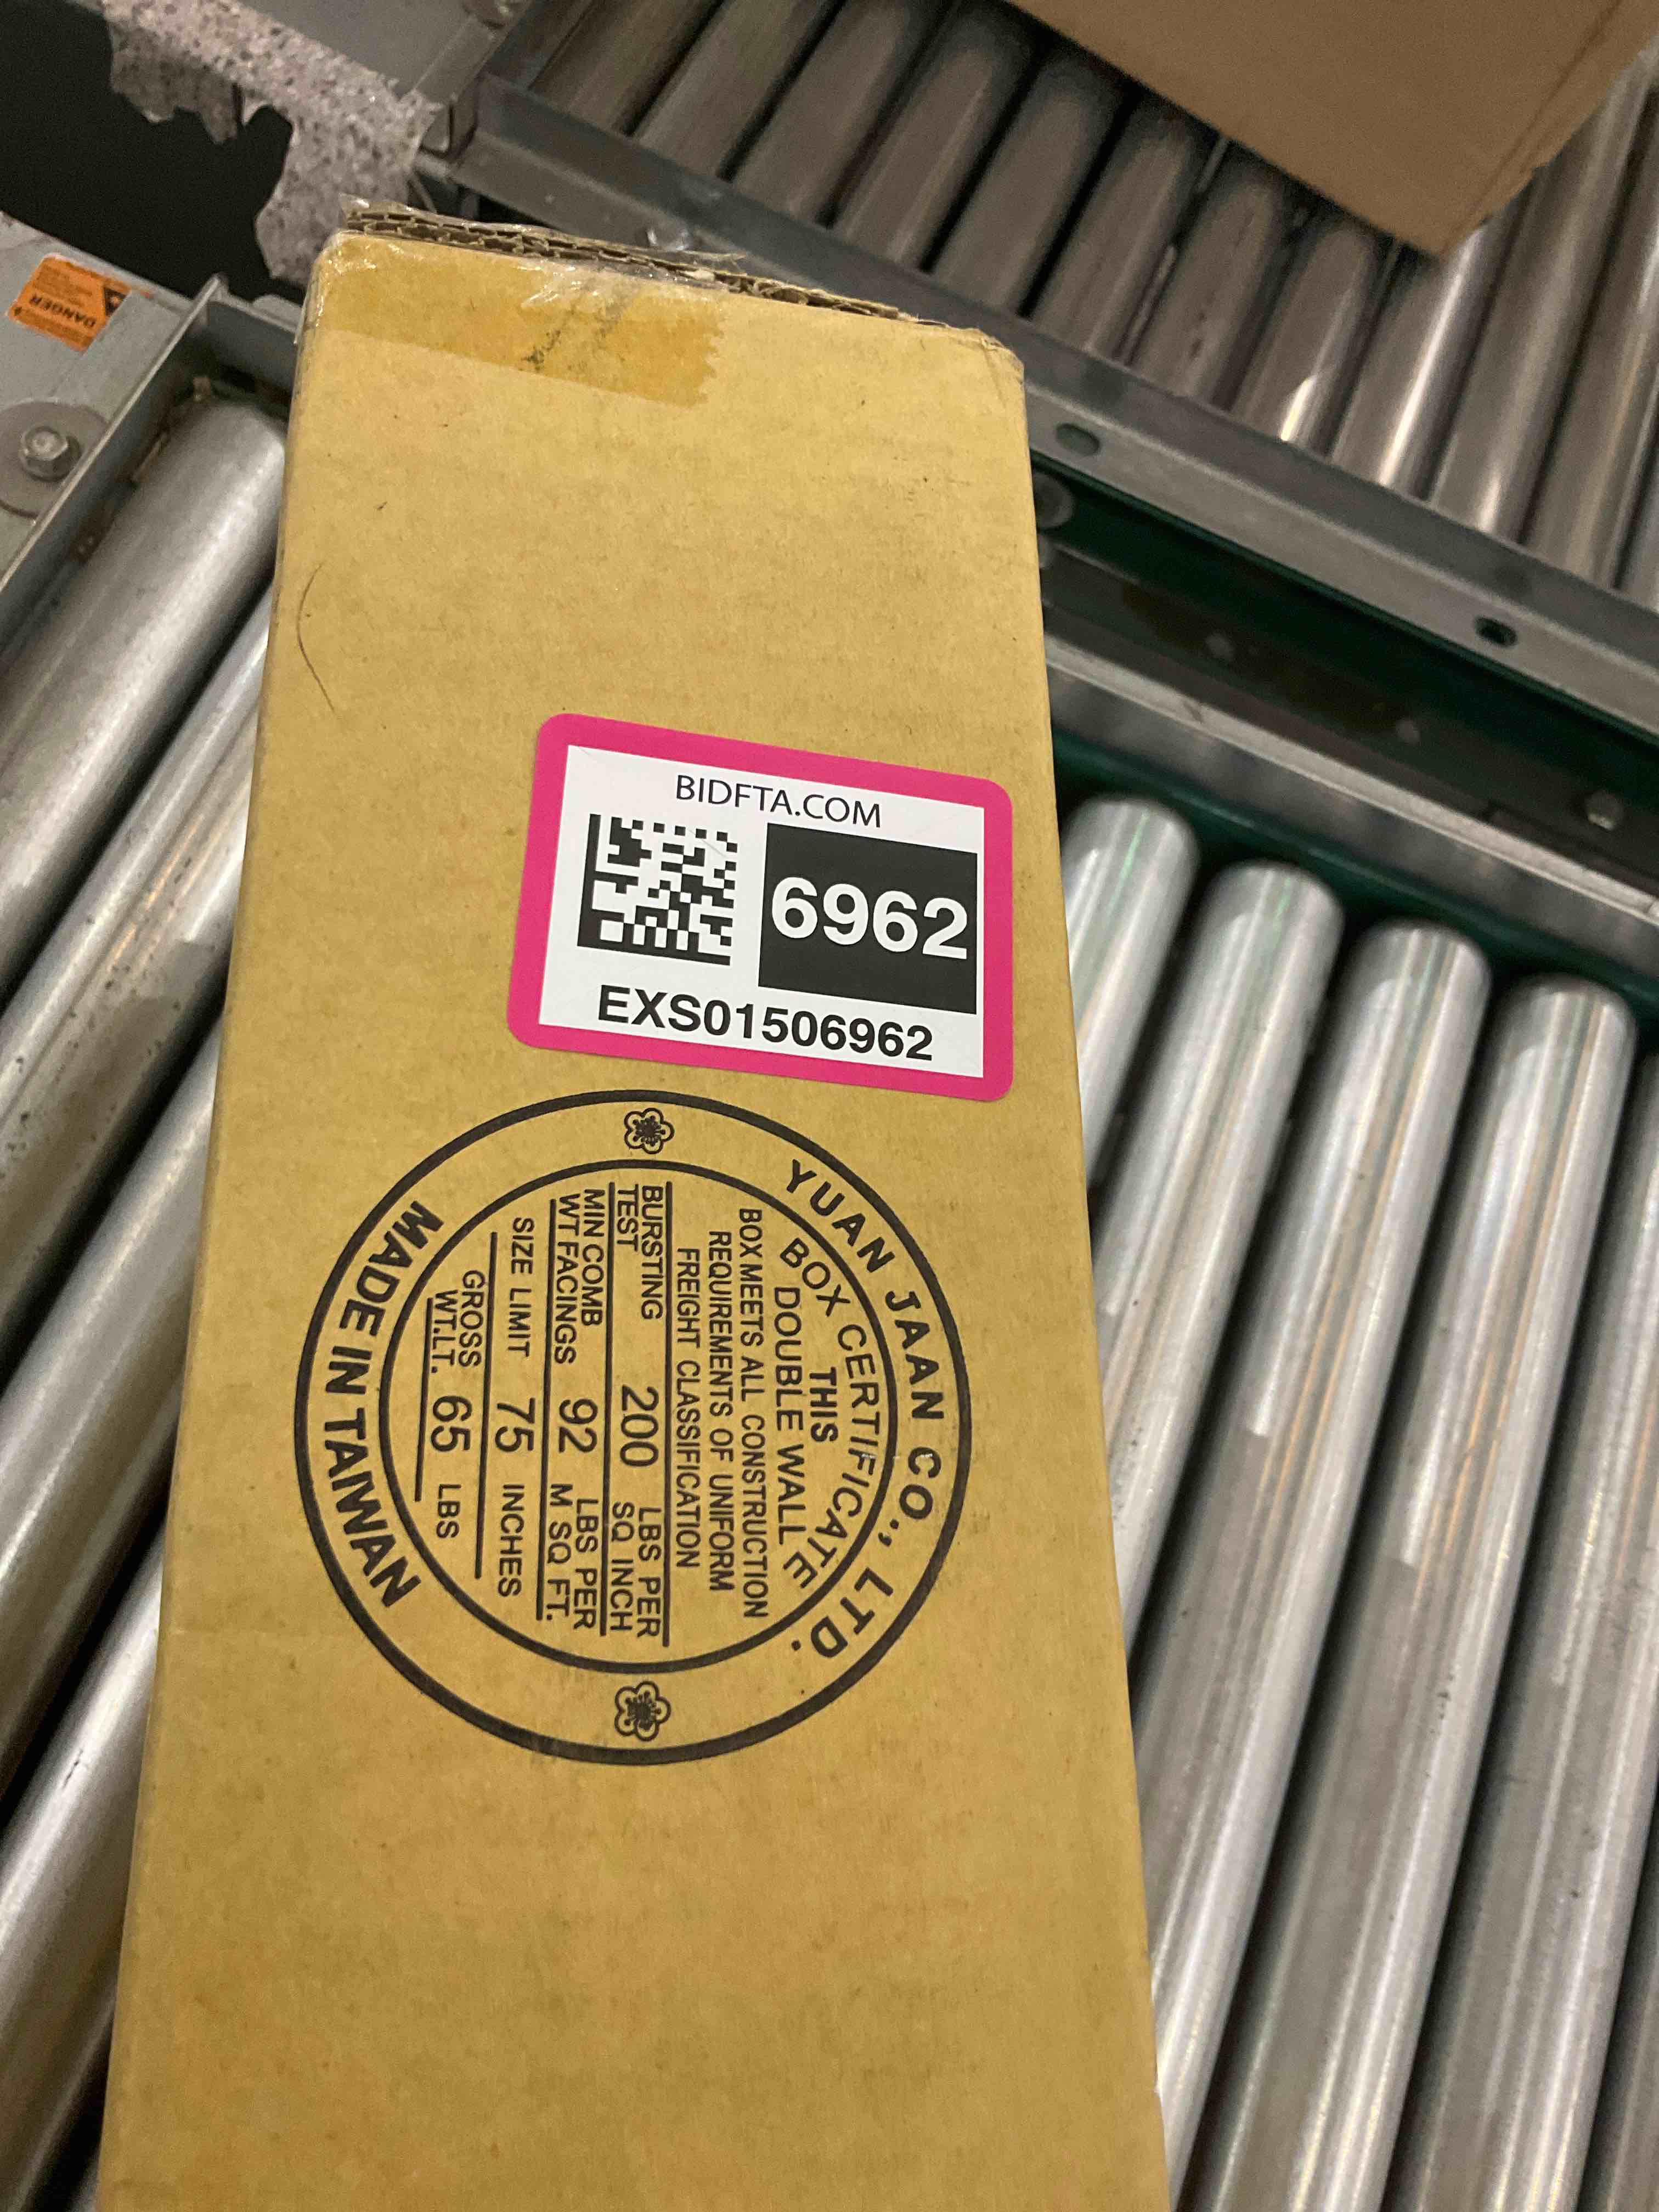 DANGER
BIDFTA.COM
6962
EXS01506962
YUAN JAAN CO., LTD.
BOX CERTIFICATE
THIS
DOUBLE WALL
BOX MEETS ALL CONSTRUCTION
REQUIREMENTS OF UNIFORM
FREIGHT CLASSIFICATION
BURSTING TEST 200 LBS PER SQ INCH
MIN COMB WT FACINGS 92 LBS PER M SQ FT.
SIZE LIMIT 75 INCHES
GROSS WT.LT. 65 LBS
MADE IN TAIWAN